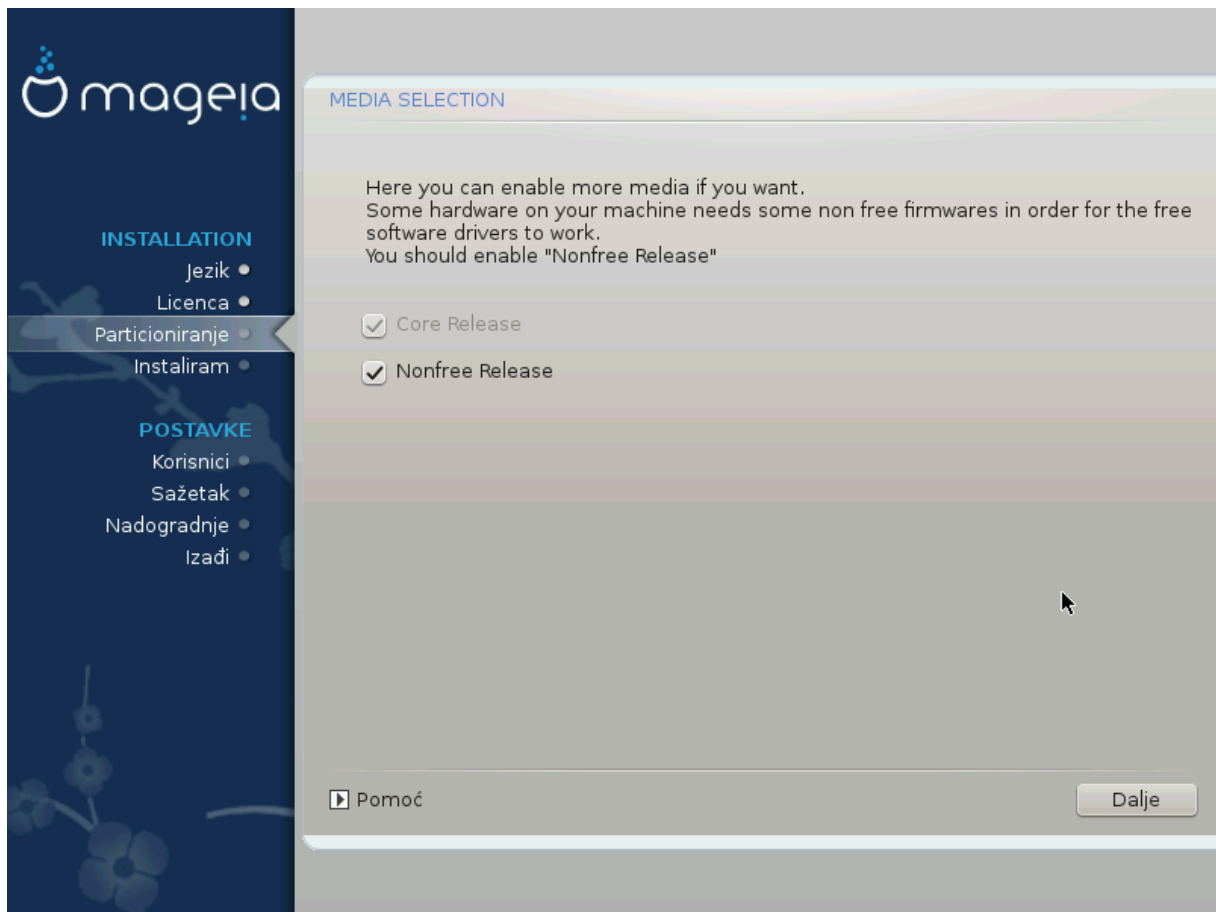 mageia
INSTALLATION
Jezik
Licenca
Particioniranje
Instaliram
POSTAVKE
Korisnici
Sažetak
Nadogradnje
Izađi
MEDIA SELECTION
Here you can enable more media if you want.
Some hardware on your machine needs some non free firmwares in order for the free
software drivers to work.
You should enable "Nonfree Release"
Core Release
Nonfree Release
Pomoć
Dalje